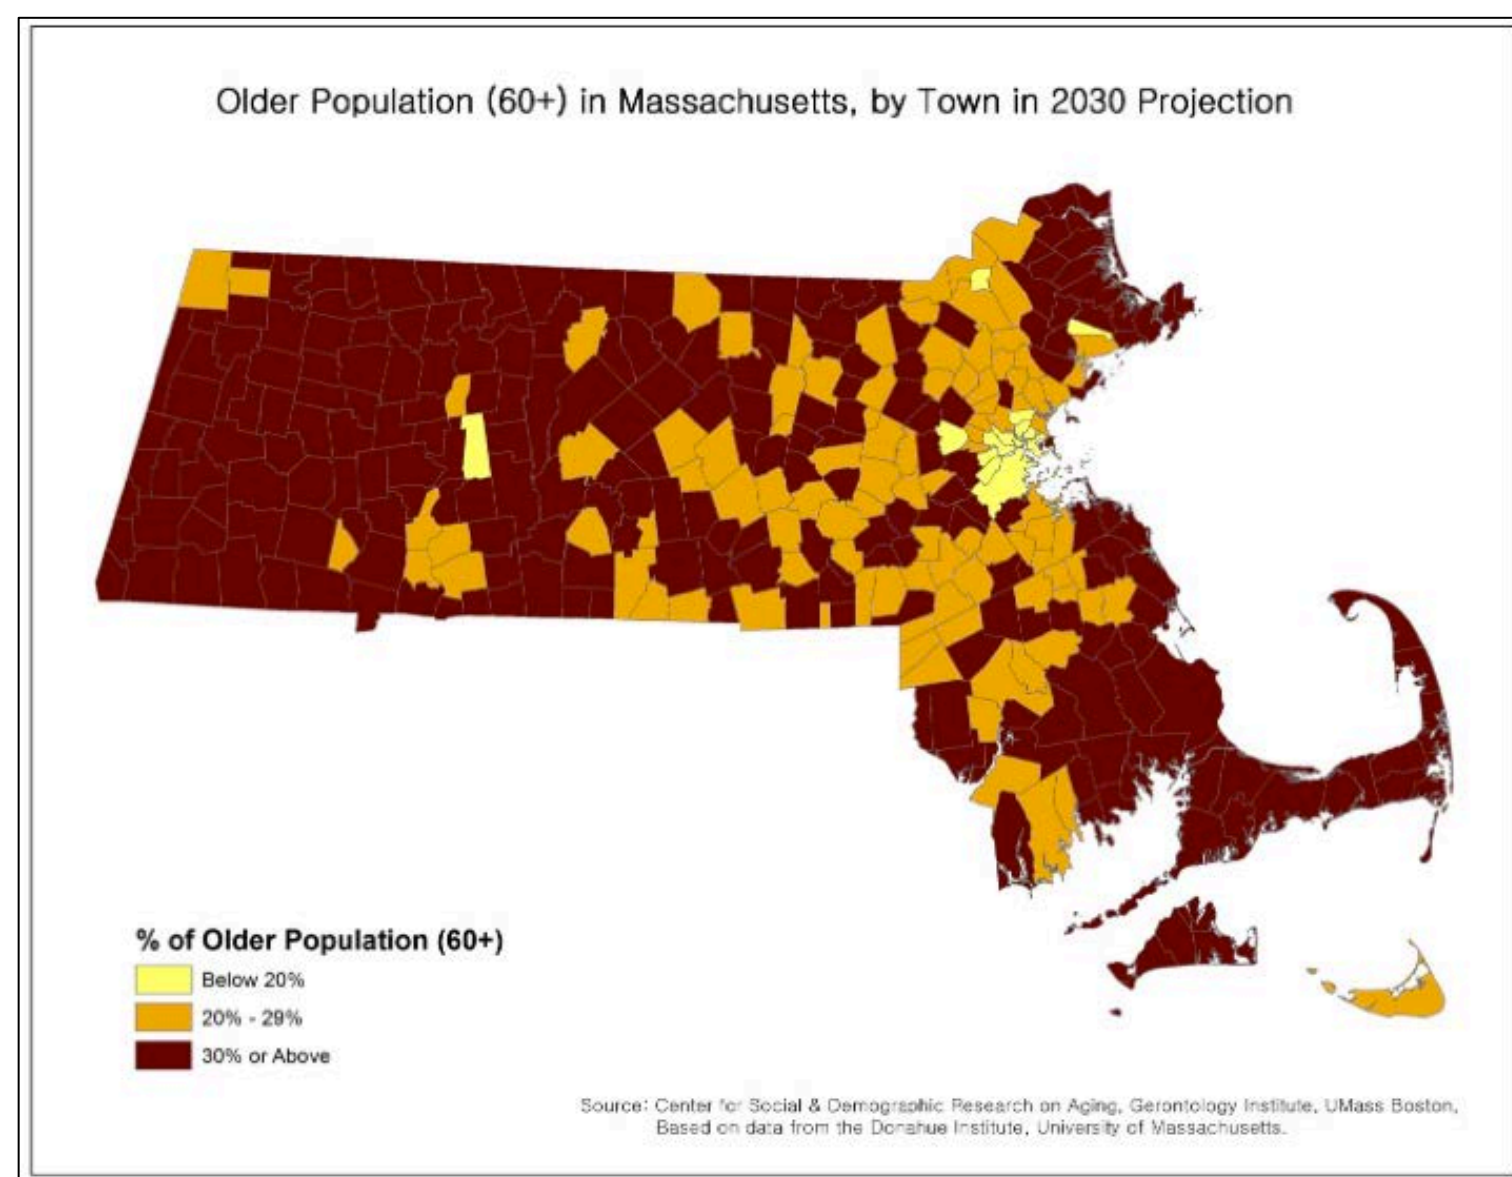 Older Population (60+) in Massachusetts, by Town in 2030 Projection
% of Older Population (60+)
Below 20%
20% - 29%
30% or Above
Source: Center for Social & Demographic Research on Aging, Gerontology Institute, UMass Boston,
Based on data from the Donahue Institute, University of Massachusetts.